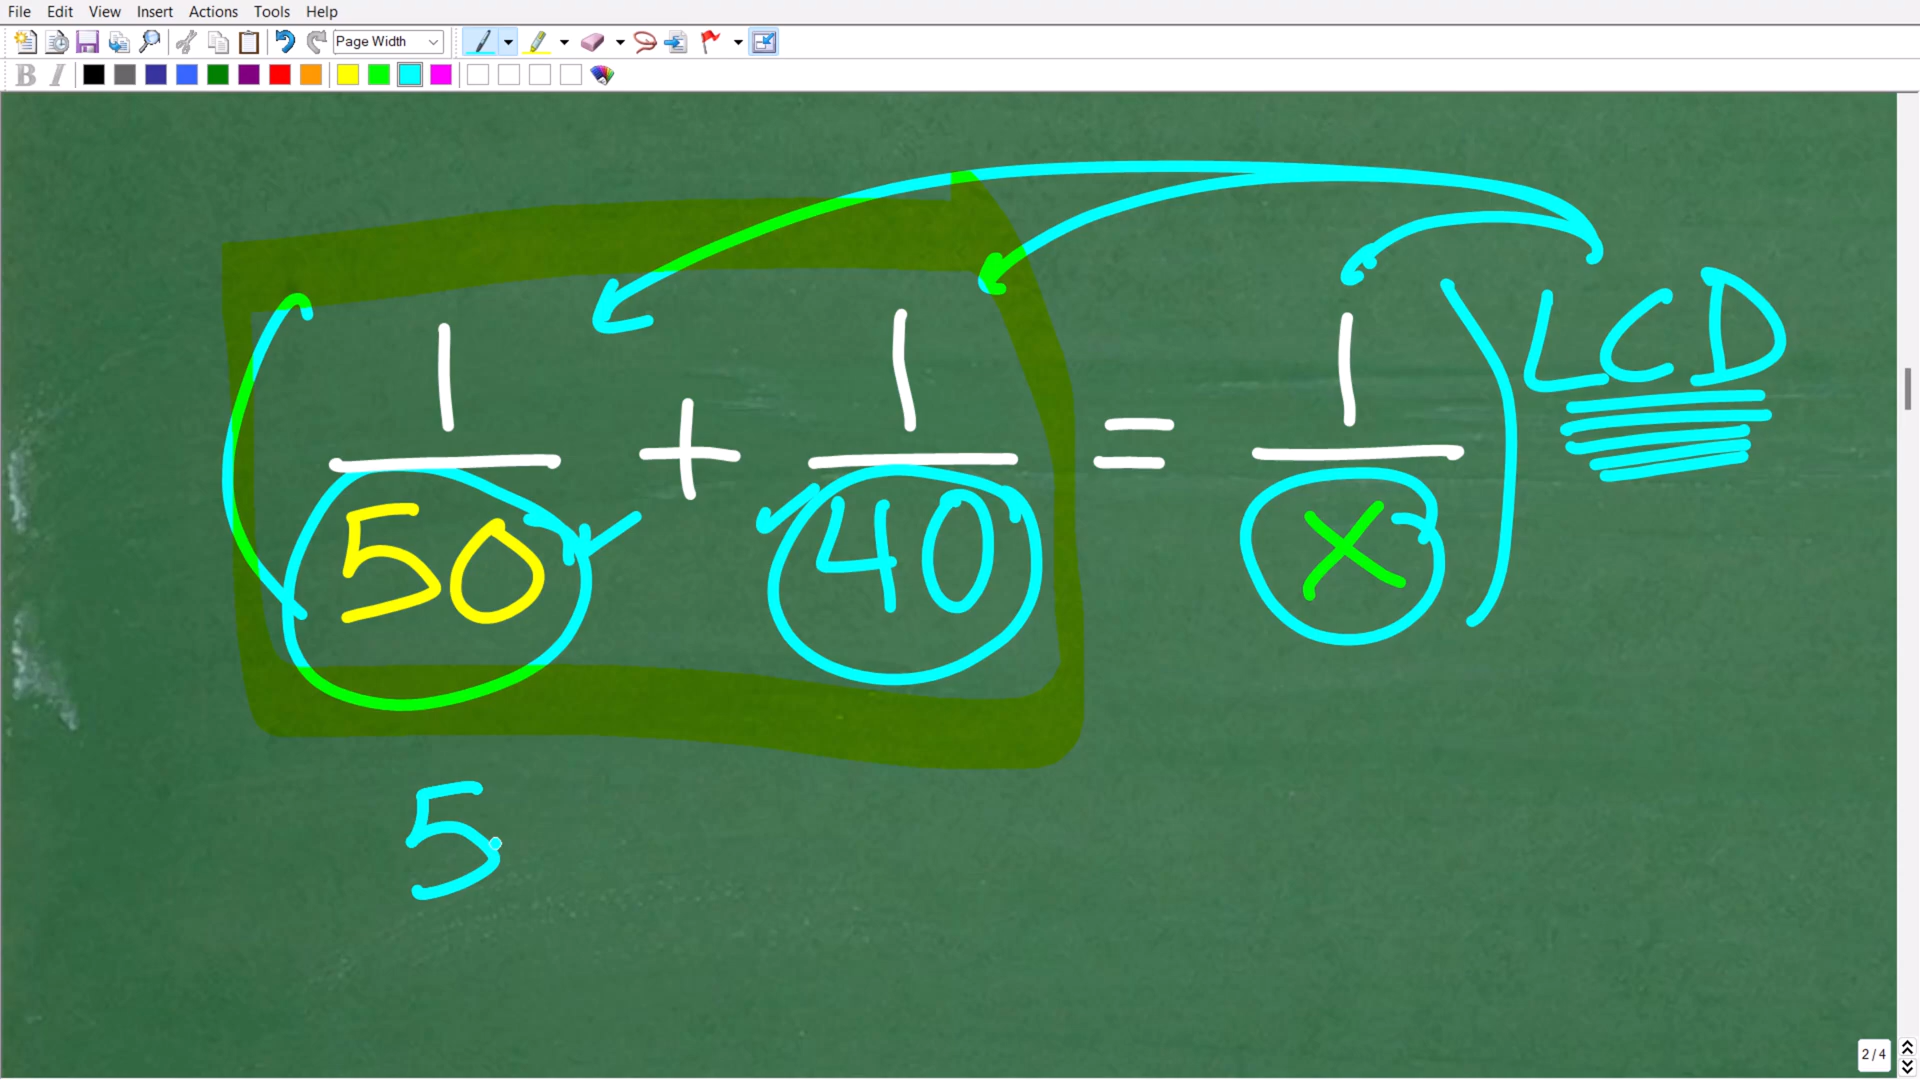 File Edit View Insert Actions Tools Help
Page Width
B I
1/50 + 1/40 = 1/x LCD
5
2 / 4